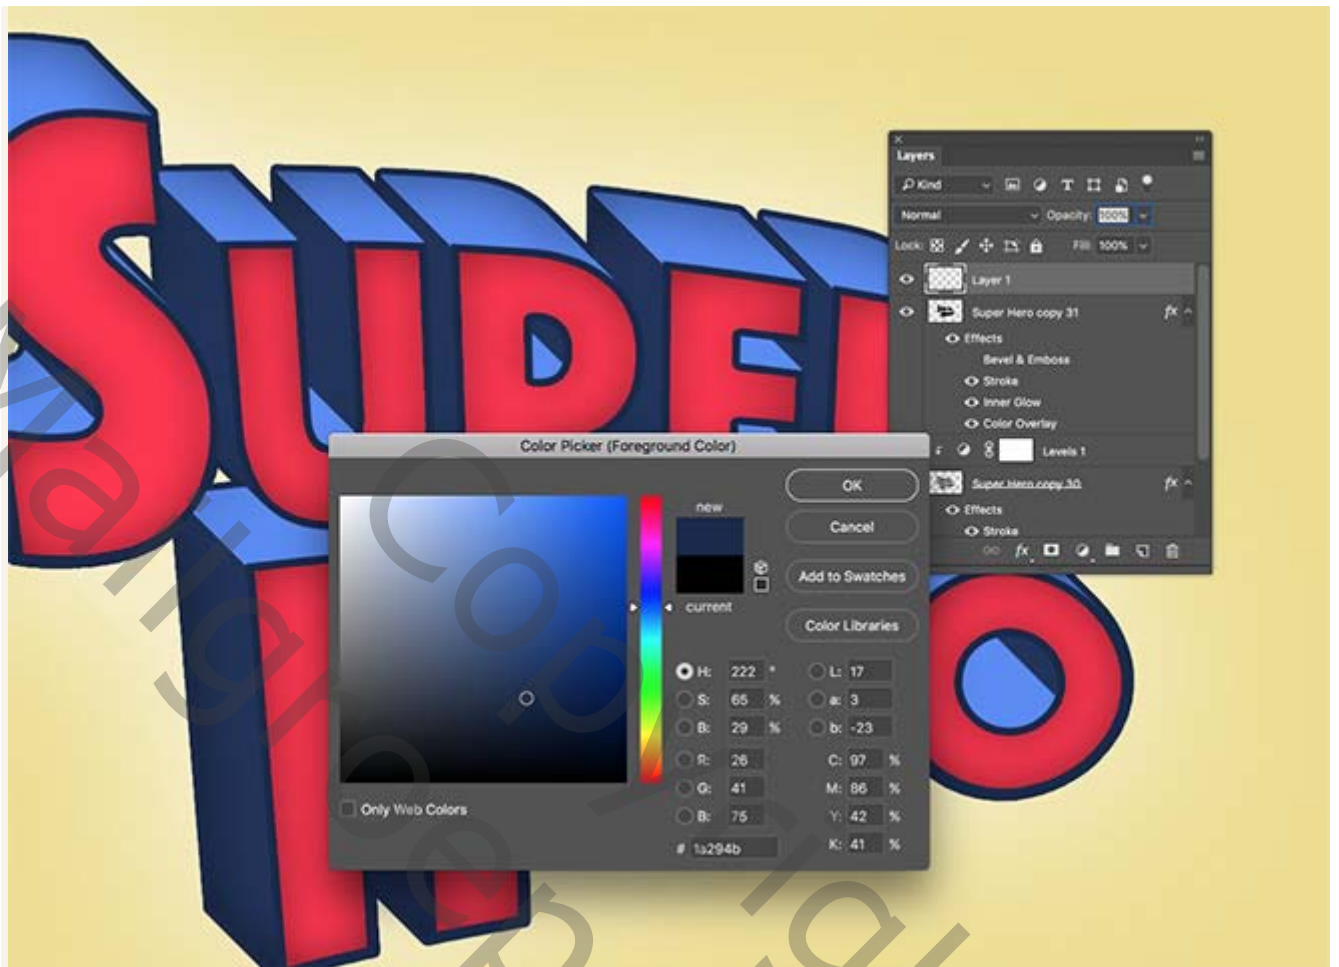 SUPER
H
O
Layers
Kind
Normal
Opacity: 100%
Lock:
Fill: 100%
Layer 1
Super Hero copy 31
fx
Effects
Bevel & Emboss
Stroke
Inner Glow
Color Overlay
Levels 1
Super Hero copy 30
fx
Effects
Stroke
fx
Color Picker (Foreground Color)
new
current
OK
Cancel
Add to Swatches
Color Libraries
H: 222 °
S: 65 %
B: 29 %
R: 26
G: 41
B: 75
# 1a294b
L: 17
a: 3
b: -23
C: 97 %
M: 86 %
Y: 42 %
K: 41 %
Only Web Colors